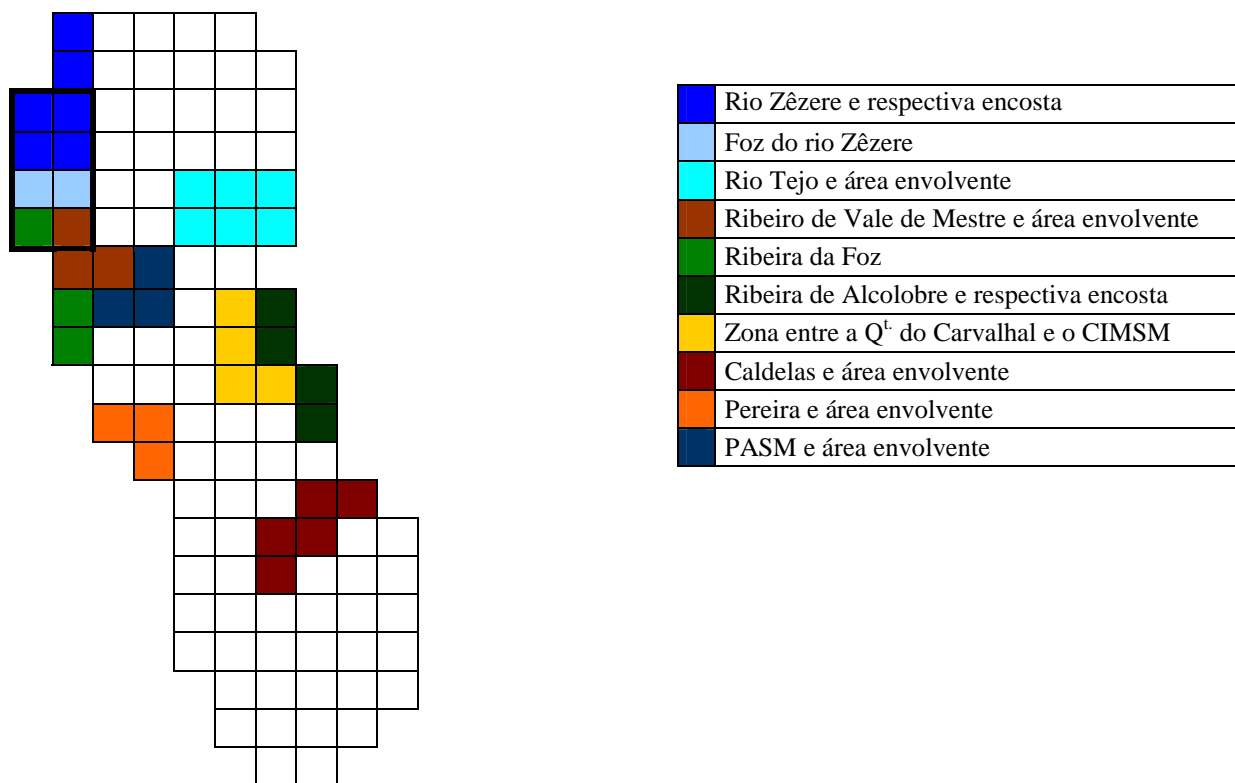 Rio Zêzere e respectiva encosta
Foz do rio Zêzere
Rio Tejo e área envolvente
Ribeiro de Vale de Mestre e área envolvente
Ribeira da Foz
Ribeira de Alcolobre e respectiva encosta
Zona entre a Qt. do Carvalhal e o CIMSM
Caldelas e área envolvente
Pereira e área envolvente
PASM e área envolvente